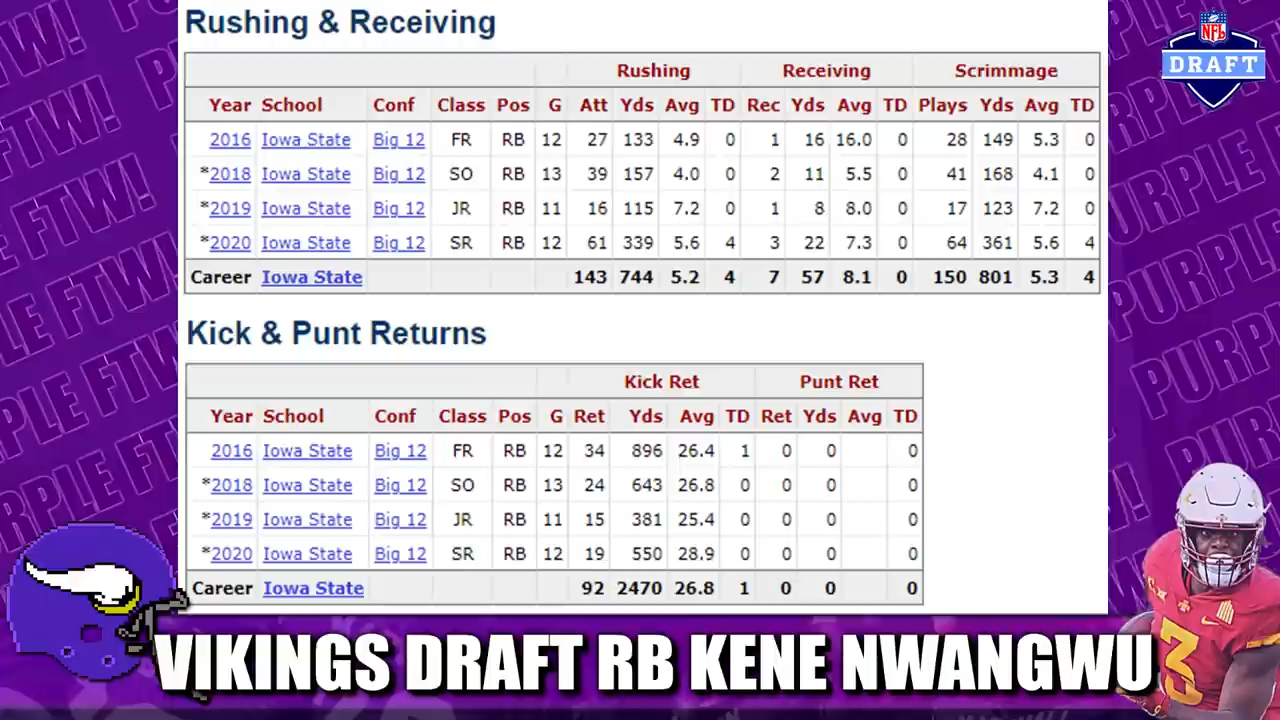 Rushing & Receiving
Rushing Receiving Scrimmage
Year School Conf Class Pos G Att Yds Avg TD Rec Yds Avg TD Plays Yds Avg TD
2016 Iowa State Big 12 FR RB 12 27 133 4.9 0 1 16 16.0 0 28 149 5.3 0
*2018 Iowa State Big 12 SO RB 13 39 157 4.0 0 2 11 5.5 0 41 168 4.1 0
*2019 Iowa State Big 12 JR RB 11 16 115 7.2 0 1 8 8.0 0 17 123 7.2 0
*2020 Iowa State Big 12 SR RB 12 61 339 5.6 4 3 22 7.3 0 64 361 5.6 4
Career Iowa State 143 744 5.2 4 7 57 8.1 0 150 801 5.3 4
Kick & Punt Returns
Kick Ret Punt Ret
Year School Conf Class Pos G Ret Yds Avg TD Ret Yds Avg TD
2016 Iowa State Big 12 FR RB 12 34 896 26.4 1 0 0 0
*2018 Iowa State Big 12 SO RB 13 24 643 26.8 0 0 0 0
*2019 Iowa State Big 12 JR RB 11 15 381 25.4 0 0 0 0
*2020 Iowa State Big 12 SR RB 12 19 550 28.9 0 0 0 0
Career Iowa State 92 2470 26.8 1 0 0 0
NFL
DRAFT
PURPLE FTW!
3
VIKINGS DRAFT RB KENE NWANGWU